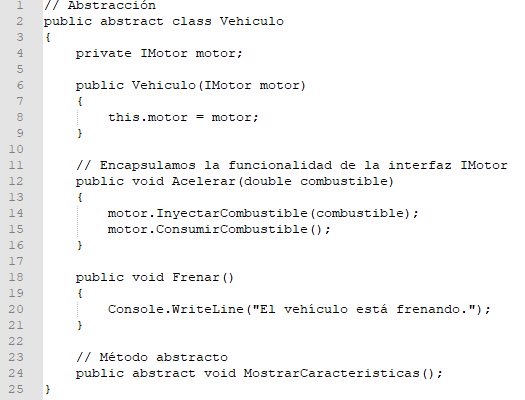 1 // Abstracción
2 public abstract class Vehiculo
3 {
4     private IMotor motor;
5
6     public Vehiculo(IMotor motor)
7     {
8         this.motor = motor;
9     }
10
11     // Encapsulamos la funcionalidad de la interfaz IMotor
12     public void Acelerar(double combustible)
13     {
14         motor.InyectarCombustible(combustible);
15         motor.ConsumirCombustible();
16     }
17
18     public void Frenar()
19     {
20         Console.WriteLine("El vehículo está frenando.");
21     }
22
23     // Método abstracto
24     public abstract void MostrarCaracteristicas();
25 }